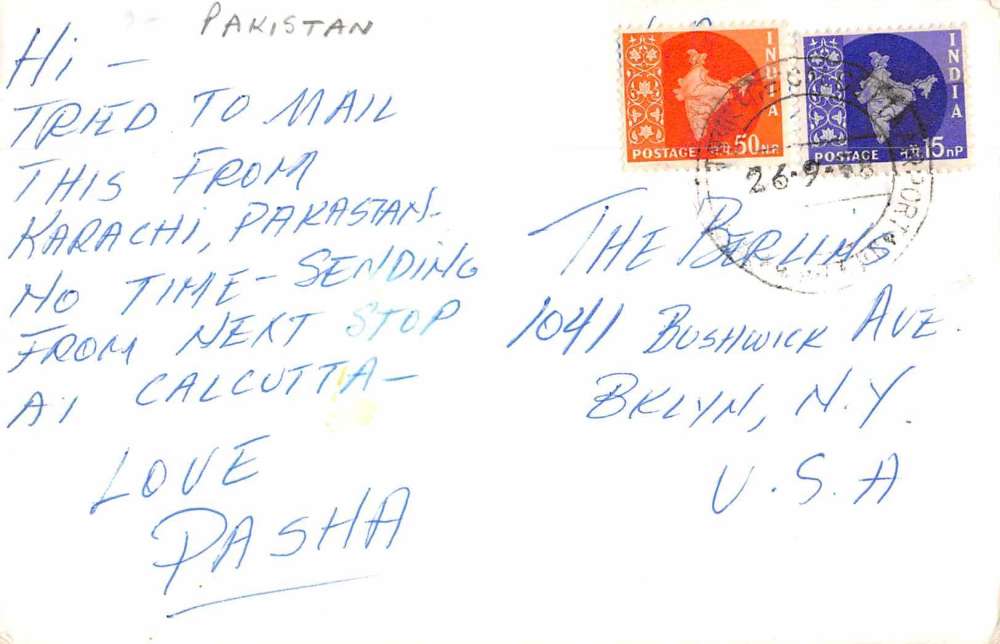 PAKISTAN
Hi -
TRIED TO MAIL
THIS FROM
KARACHI, PAKASTAN-
NO TIME - SENDING
FROM NEXT STOP
AT CALCUTTA -
LOVE
PASHA
INDIA
POSTAGE न.पै. 50 NP
INDIA
POSTAGE न.पै. 15 nP
26-9-
THE BERLINS
1041 BUSHWICK AVE.
BKLYN, N.Y.
U.S.A